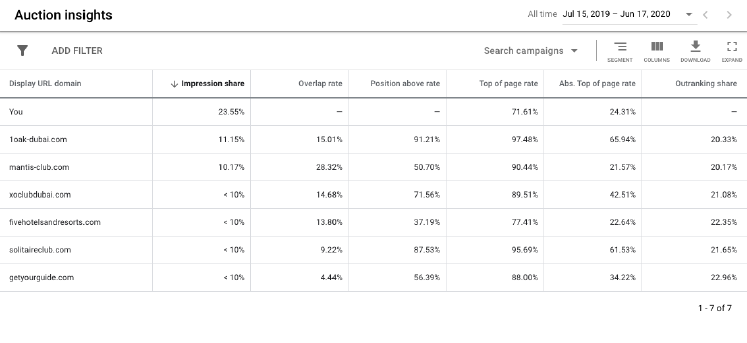 Auction insights
All time Jul 15, 2019 – Jun 17, 2020
ADD FILTER
Search campaigns
SEGMENT COLUMNS DOWNLOAD EXPAND
Display URL domain Impression share Overlap rate Position above rate Top of page rate Abs. Top of page rate Outranking share
You 23.55% — — 71.61% 24.31% —
1oak-dubai.com 11.15% 15.01% 91.21% 97.48% 65.94% 20.33%
mantis-club.com 10.17% 28.32% 50.70% 90.44% 21.57% 20.17%
xoclubdubai.com < 10% 14.68% 71.56% 89.51% 42.51% 21.08%
fivehotelsandresorts.com < 10% 13.80% 37.19% 77.41% 22.64% 22.35%
solitaireclub.com < 10% 9.22% 87.53% 95.69% 61.53% 21.65%
getyourguide.com < 10% 4.44% 56.39% 88.00% 34.22% 22.96%
1 - 7 of 7